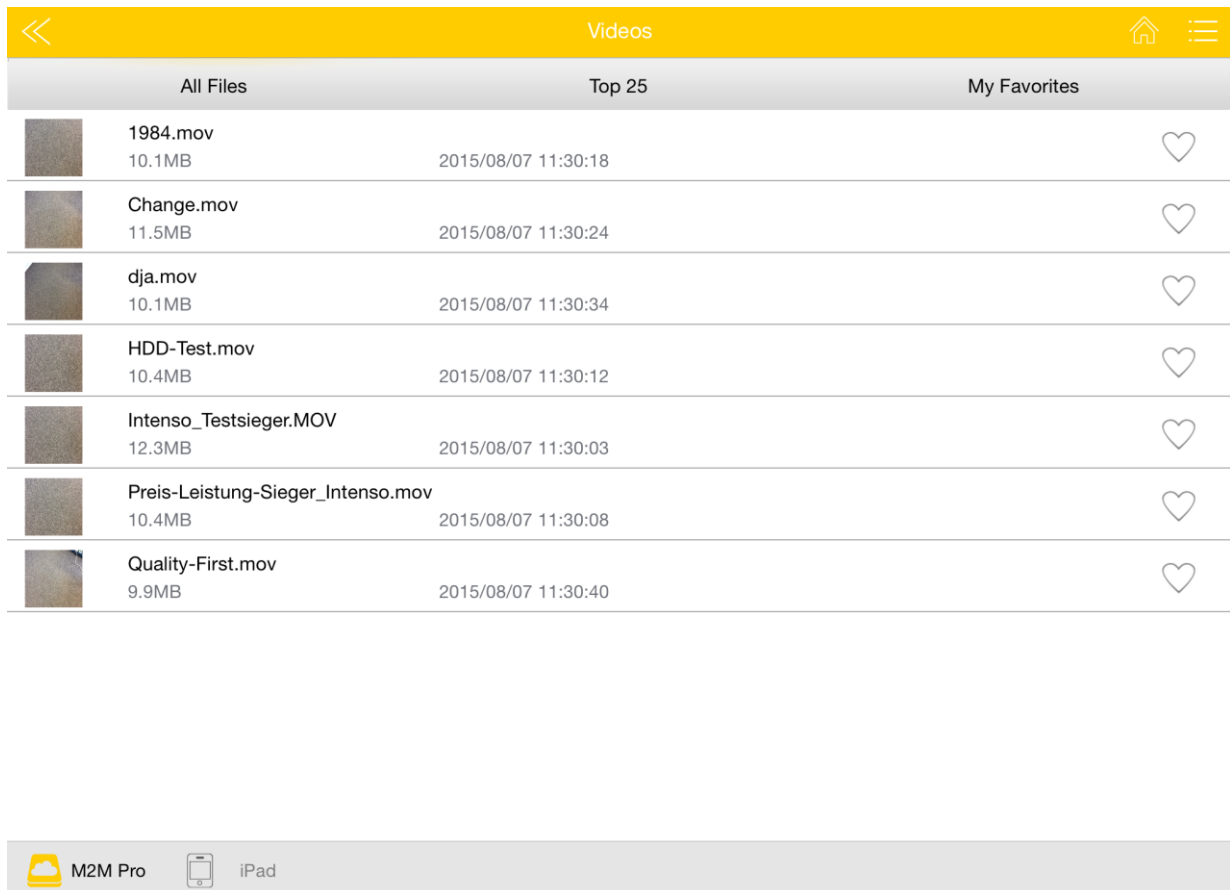 Videos
All Files Top 25 My Favorites
1984.mov
10.1MB 2015/08/07 11:30:18
Change.mov
11.5MB 2015/08/07 11:30:24
dja.mov
10.1MB 2015/08/07 11:30:34
HDD-Test.mov
10.4MB 2015/08/07 11:30:12
Intenso_Testsieger.MOV
12.3MB 2015/08/07 11:30:03
Preis-Leistung-Sieger_Intenso.mov
10.4MB 2015/08/07 11:30:08
Quality-First.mov
9.9MB 2015/08/07 11:30:40
M2M Pro iPad